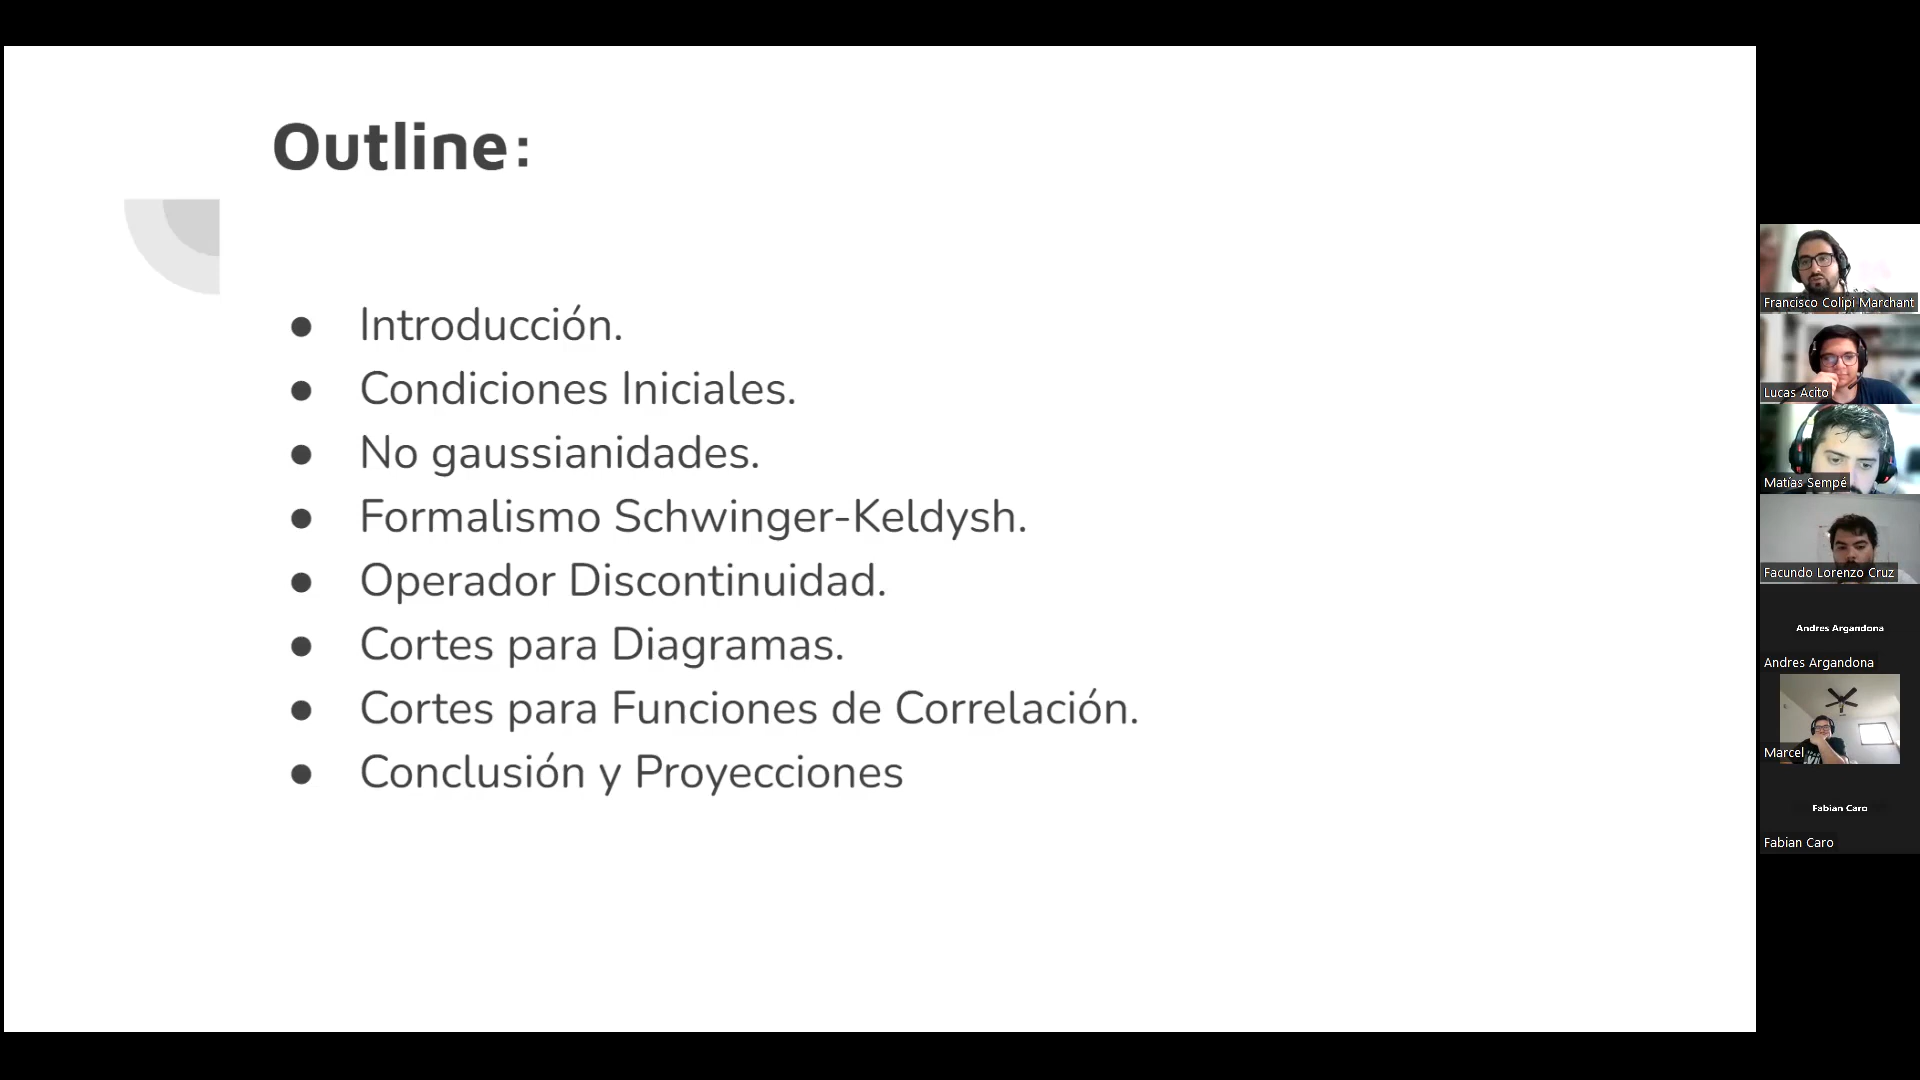 Outline:
● Introducción.
● Condiciones Iniciales.
● No gaussianidades.
● Formalismo Schwinger-Keldysh.
● Operador Discontinuidad.
● Cortes para Diagramas.
● Cortes para Funciones de Correlación.
● Conclusión y Proyecciones
Francisco Colipi Marchant
Lucas Acito
Matías Sempé
Facundo Lorenzo Cruz
Andres Argandona
Andres Argandona
Marcel
Fabian Caro
Fabian Caro